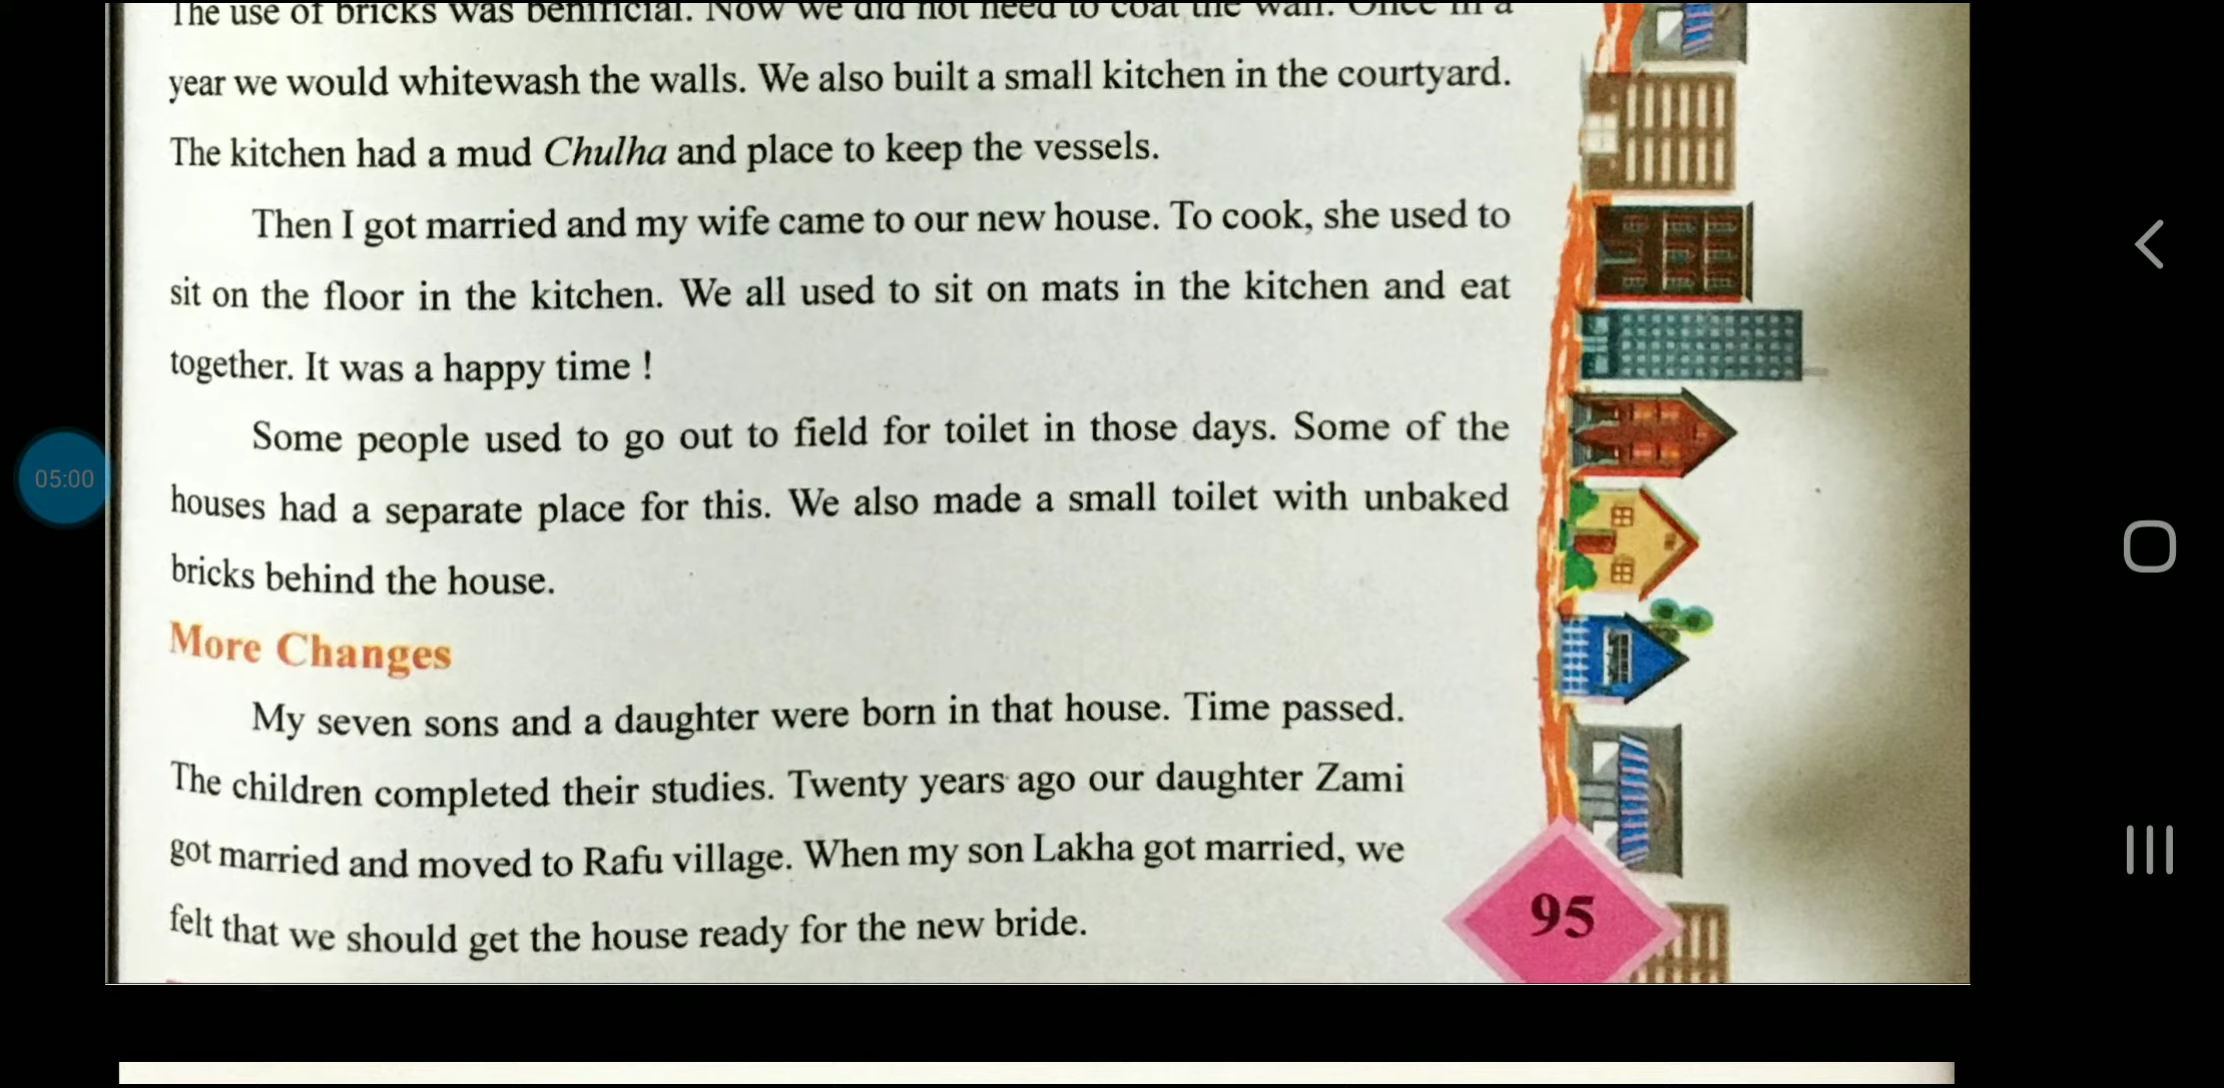 The use of bricks was benificial. Now we did not need to coat the wall. Once in a
year we would whitewash the walls. We also built a small kitchen in the courtyard.
The kitchen had a mud Chulha and place to keep the vessels.
Then I got married and my wife came to our new house. To cook, she used to
sit on the floor in the kitchen. We all used to sit on mats in the kitchen and eat
together. It was a happy time !
Some people used to go out to field for toilet in those days. Some of the
houses had a separate place for this. We also made a small toilet with unbaked
bricks behind the house.
More Changes
My seven sons and a daughter were born in that house. Time passed.
The children completed their studies. Twenty years ago our daughter Zami
got married and moved to Rafu village. When my son Lakha got married, we
felt that we should get the house ready for the new bride.
95
05:00